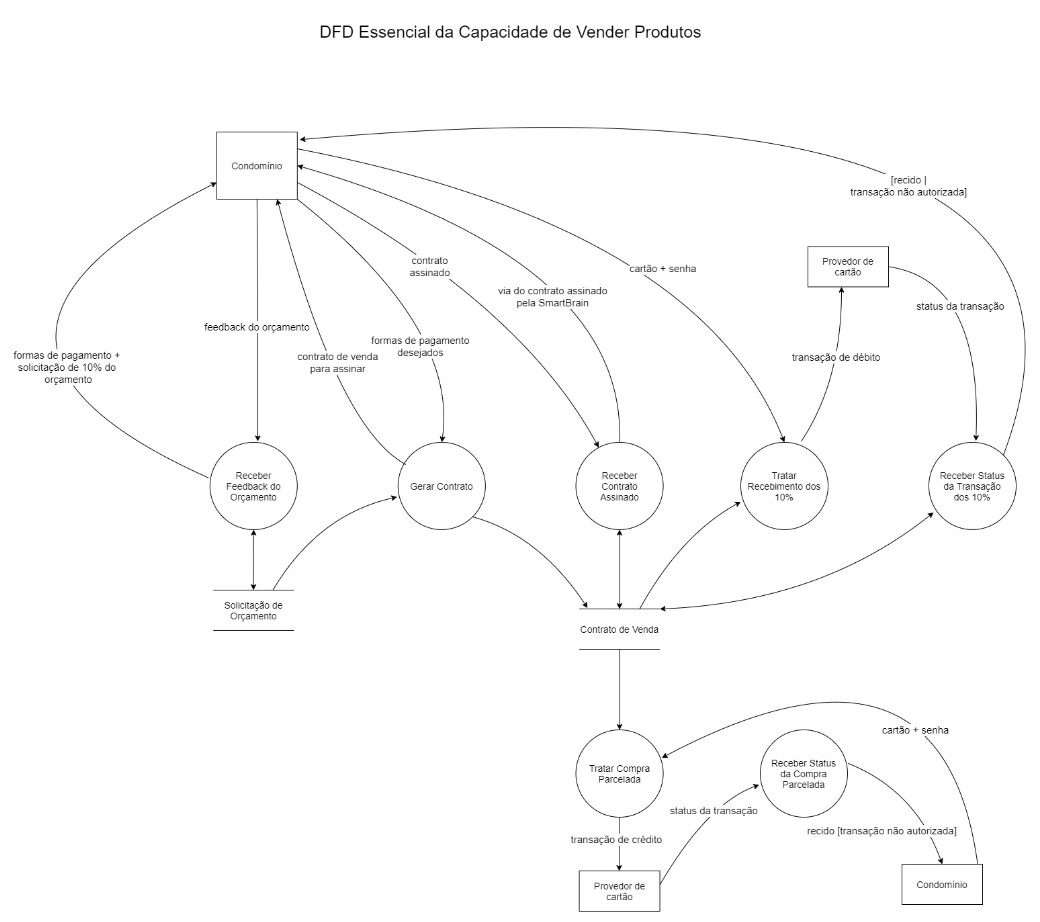 DFD Essencial da Capacidade de Vender Produtos
Condomínio
[recido |
transação não autorizada]
contrato
assinado
cartão + senha
Provedor de
cartão
via do contrato assinado
pela SmartBrain
status da transação
feedback do orçamento
formas de pagamento
desejados
formas de pagamento +
solicitação de 10% do
orçamento
contrato de venda
para assinar
transação de débito
Receber
Feedback do
Orçamento
Gerar Contrato
Receber
Contrato
Assinado
Tratar
Recebimento dos
10%
Receber Status
da Transação
dos 10%
Solicitação de
Orçamento
Contrato de Venda
cartão + senha
Tratar Compra
Parcelada
Receber Status
da Compra
Parcelada
status da transação
recido [transação não autorizada]
transação de crédito
Provedor de
cartão
Condomínio